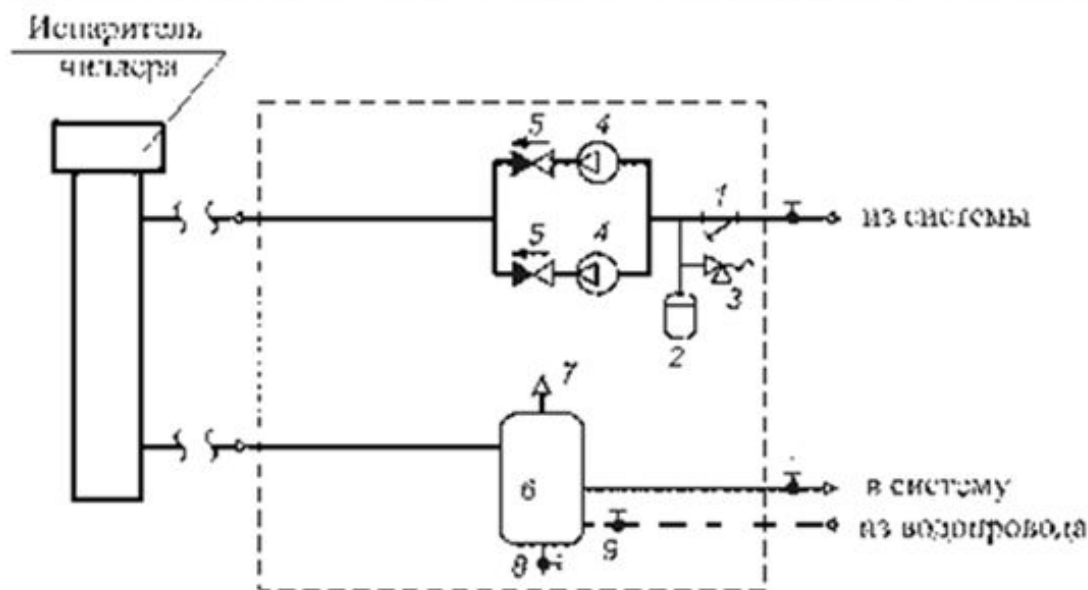 Испаритель
чиллера
5
4
1
из системы
5
4
3
2
7
6
в систему
из водопровода
8
9